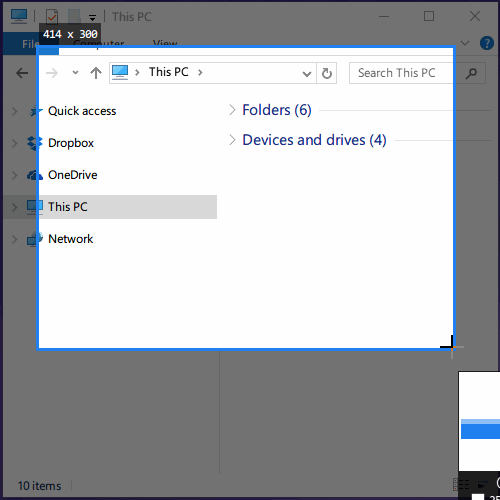 This PC
414 x 300
File Computer View
This PC
Search This PC
Quick access
Folders (6)
Dropbox
Devices and drives (4)
OneDrive
This PC
Network
10 items